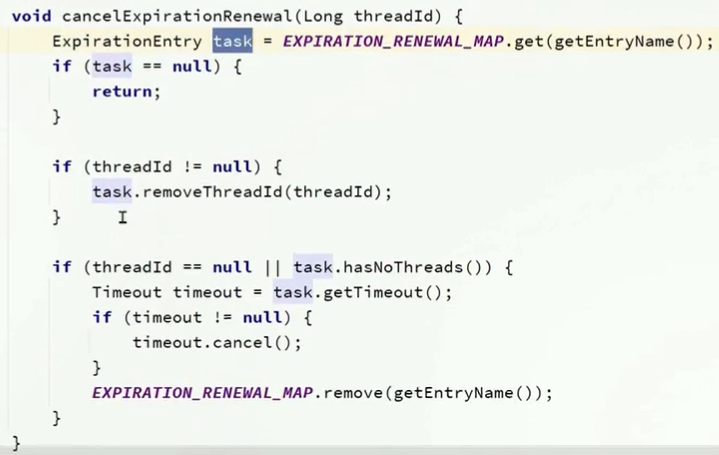 void cancelExpirationRenewal(Long threadId) {
    ExpirationEntry task = EXPIRATION_RENEWAL_MAP.get(getEntryName());
    if (task == null) {
        return;
    }

    if (threadId != null) {
        task.removeThreadId(threadId);
    }

    if (threadId == null || task.hasNoThreads()) {
        Timeout timeout = task.getTimeout();
        if (timeout != null) {
            timeout.cancel();
        }
        EXPIRATION_RENEWAL_MAP.remove(getEntryName());
    }
}